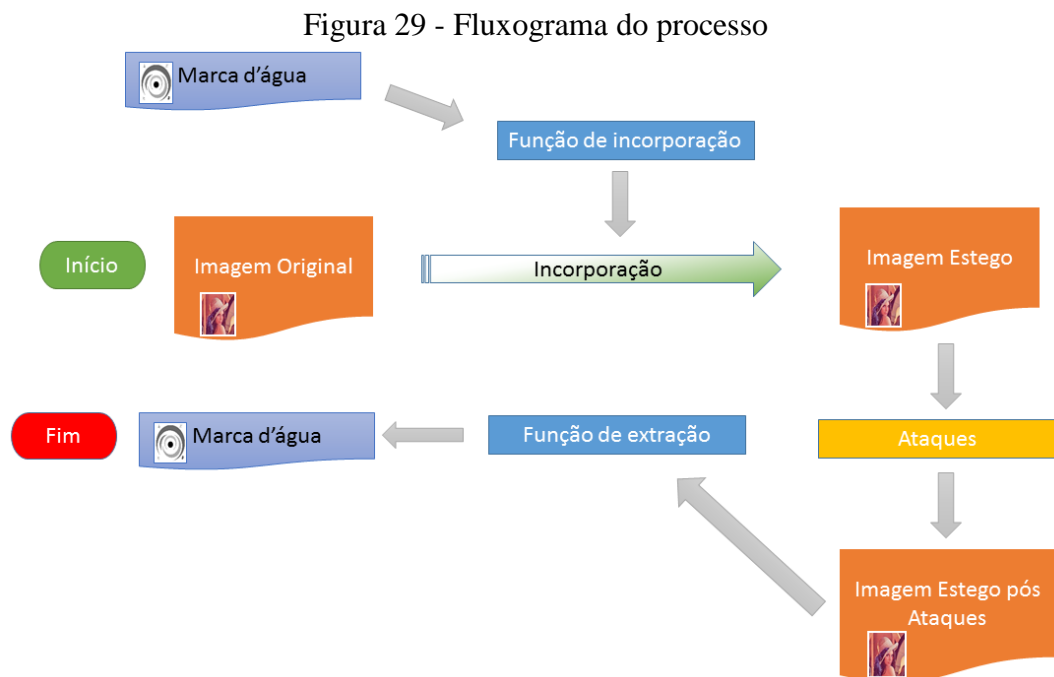 Figura 29 - Fluxograma do processo
Marca d'água
Função de incorporação
Início
Imagem Original
Incorporação
Imagem Estego
Fim
Marca d'água
Função de extração
Ataques
Imagem Estego pós
Ataques